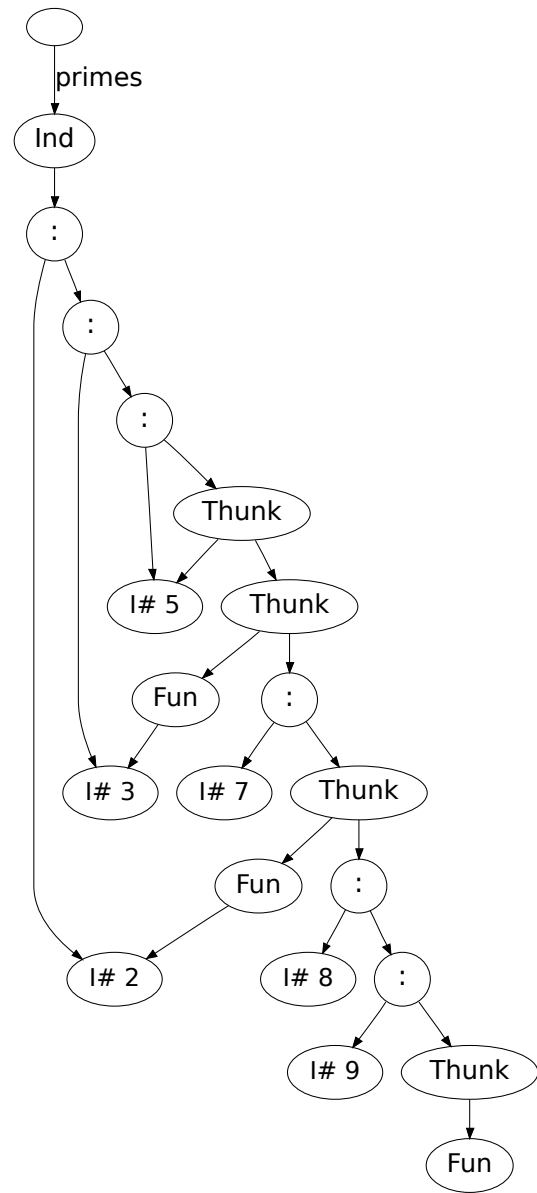 primes
Ind
:
:
:
Thunk
I# 5
Thunk
Fun
:
I# 3
I# 7
Thunk
Fun
:
I# 2
I# 8
:
I# 9
Thunk
Fun